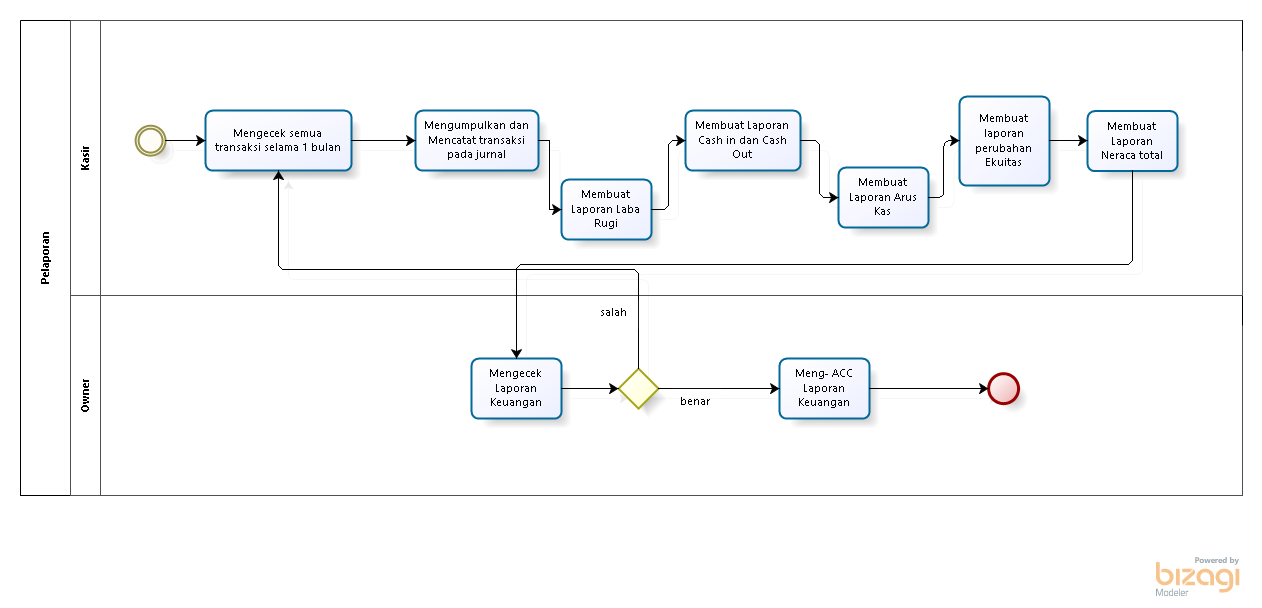 Pelaporan
Kasir
Mengecek semua
transaksi selama 1 bulan
Mengumpulkan dan
Mencatat transaksi
pada jurnal
Membuat
Laporan Laba
Rugi
Membuat Laporan
Cash in dan Cash
Out
Membuat
Laporan Arus
Kas
Membuat
laporan
perubahan
Ekuitas
Membuat
Laporan
Neraca total
Owner
Mengecek
Laporan
Keuangan
salah
benar
Meng- ACC
Laporan
Keuangan
Powered by
bizagi
Modeler